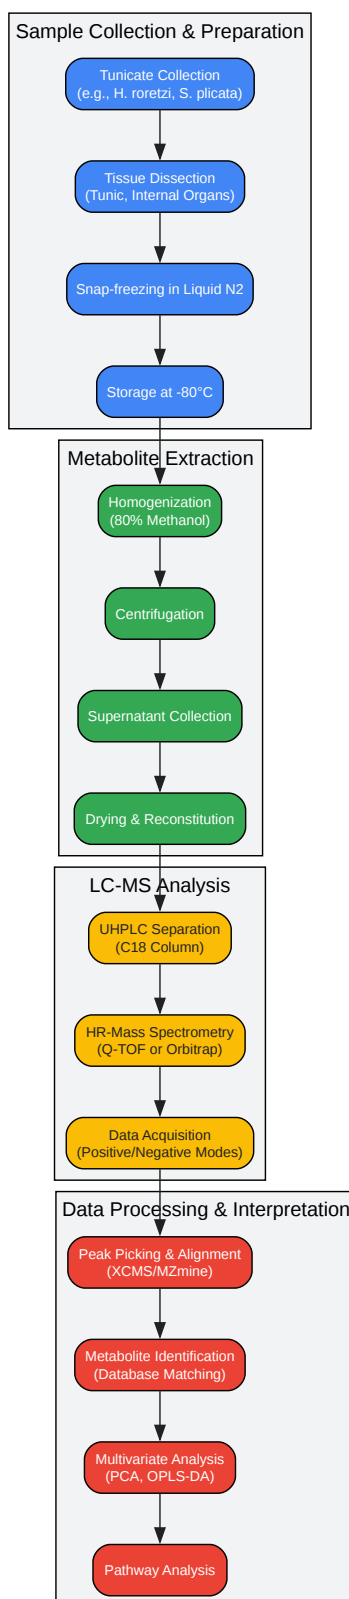 Sample Collection & Preparation
Tunicate Collection
(e.g., H. roretzi, S. plicata)
Tissue Dissection
(Tunic, Internal Organs)
Snap-freezing in Liquid N2
Storage at -80°C
Metabolite Extraction
Homogenization
(80% Methanol)
Centrifugation
Supernatant Collection
Drying & Reconstitution
LC-MS Analysis
UHPLC Separation
(C18 Column)
HR-Mass Spectrometry
(Q-TOF or Orbitrap)
Data Acquisition
(Positive/Negative Modes)
Data Processing & Interpretation
Peak Picking & Alignment
(XCMS/MZmine)
Metabolite Identification
(Database Matching)
Multivariate Analysis
(PCA, OPLS-DA)
Pathway Analysis